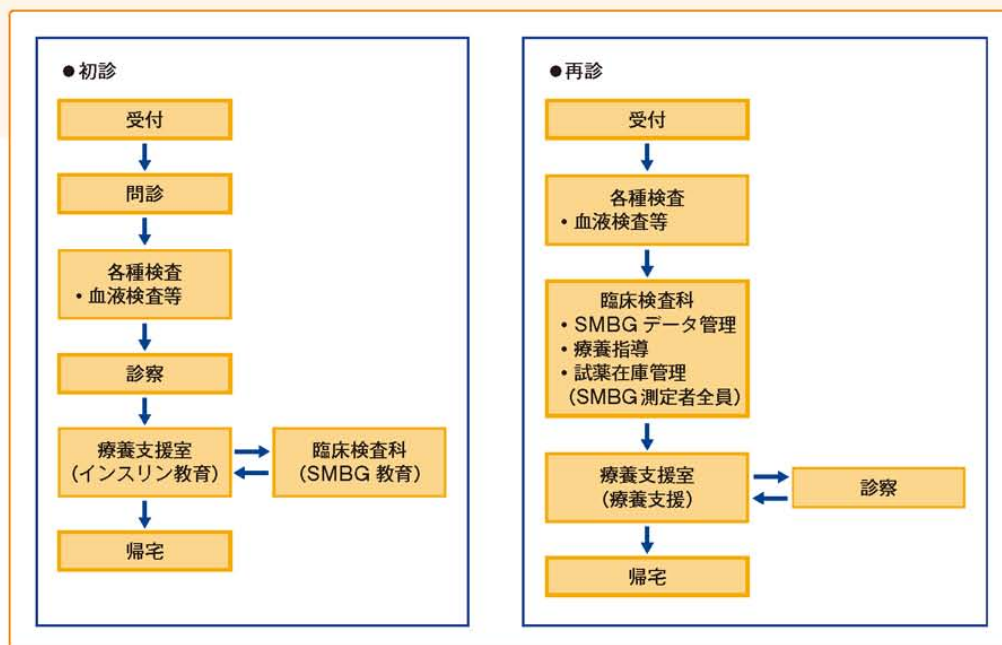 ●初診
受付
問診
各種検査
・血液検査等
診察
療養支援室
(インスリン教育)
臨床検査科
(SMBG 教育)
帰宅
●再診
受付
各種検査
・血液検査等
臨床検査科
・SMBG データ管理
・療養指導
・試薬在庫管理
(SMBG 測定者全員)
療養支援室
(療養支援)
診察
帰宅